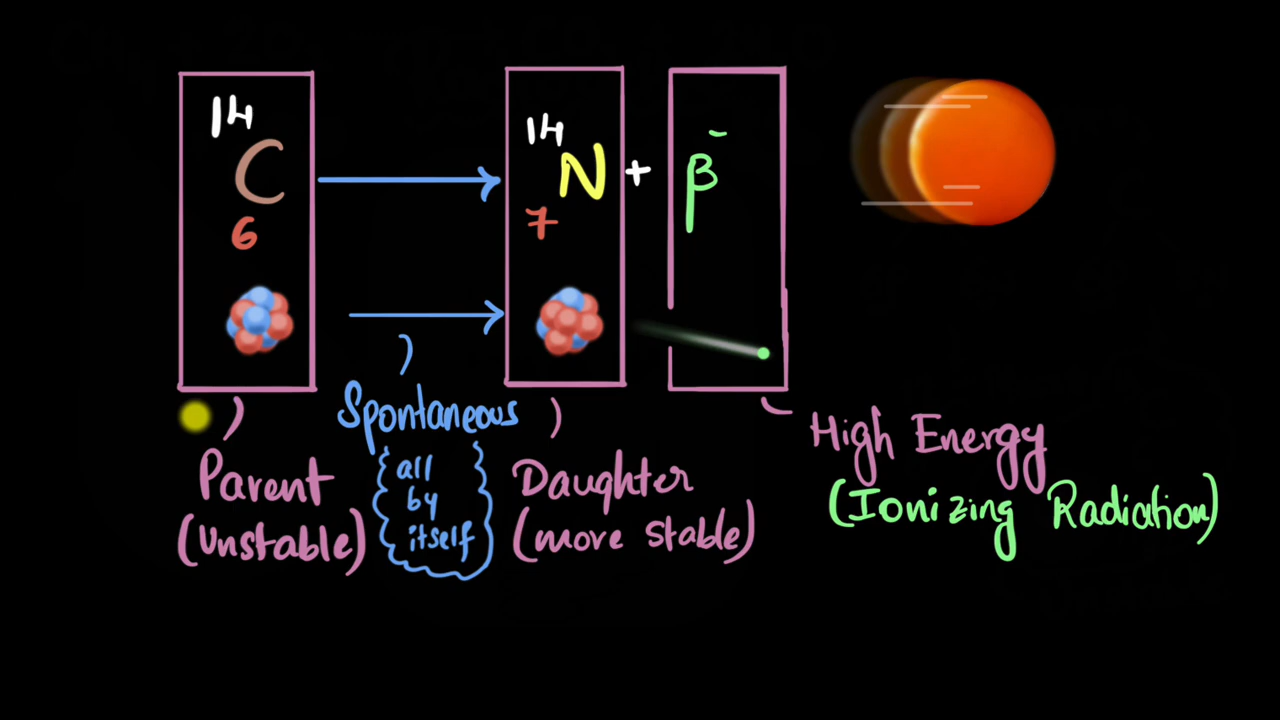 14
C
6
14
N
7
+
β-
Spontaneous
all
by
itself
Parent
(Unstable)
Daughter
(more stable)
High Energy
(Ionizing Radiation)